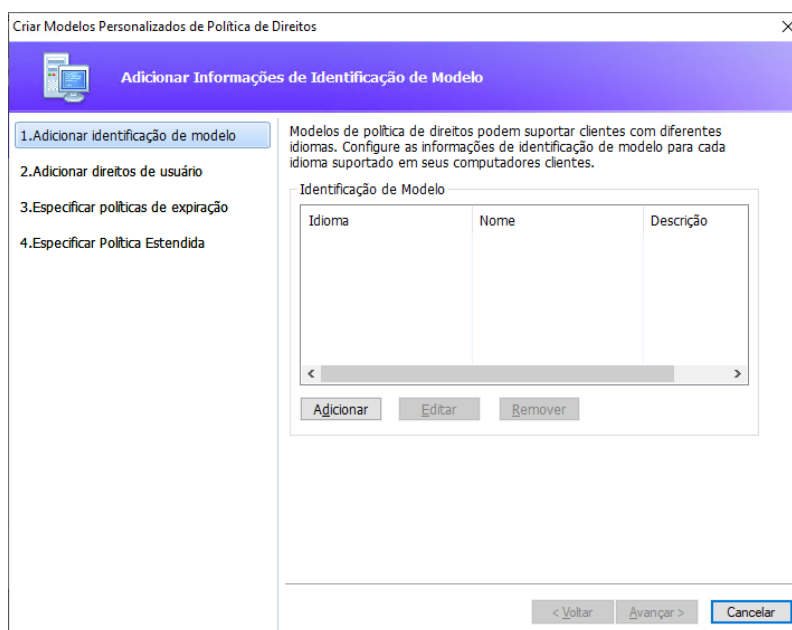 Criar Modelos Personalizados de Política de Direitos
Adicionar Informações de Identificação de Modelo
1.Adicionar identificação de modelo
2.Adicionar direitos de usuário
3.Especificar políticas de expiração
4.Especificar Política Estendida
Modelos de política de direitos podem suportar clientes com diferentes
idiomas. Configure as informações de identificação de modelo para cada
idioma suportado em seus computadores clientes.
Identificação de Modelo
Idioma Nome Descrição
Adicionar Editar Remover
< Voltar Avançar > Cancelar